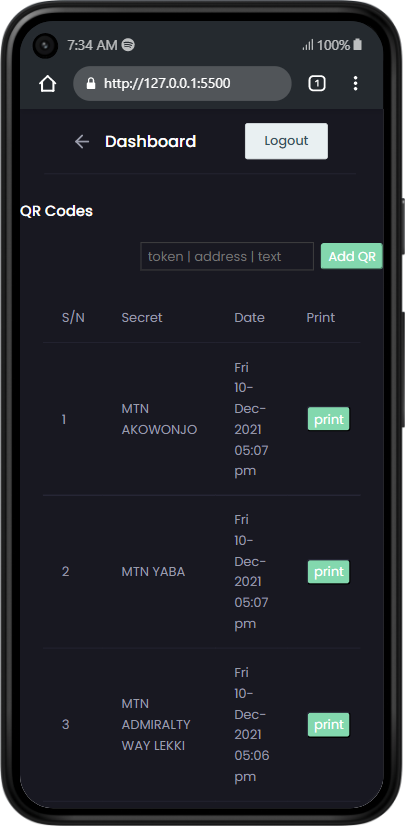 7:34 AM 100%
http://127.0.0.1:5500 1
Dashboard Logout
QR Codes
token | address | text Add QR
S/N Secret Date Print
Fri
10-
Dec-
2021
05:07
pm
1 MTN
AKOWONJO
print
Fri
10-
Dec-
2021
05:07
pm
2 MTN YABA print
Fri
10-
Dec-
2021
05:06
pm
3 MTN
ADMIRALTY
WAY LEKKI
print